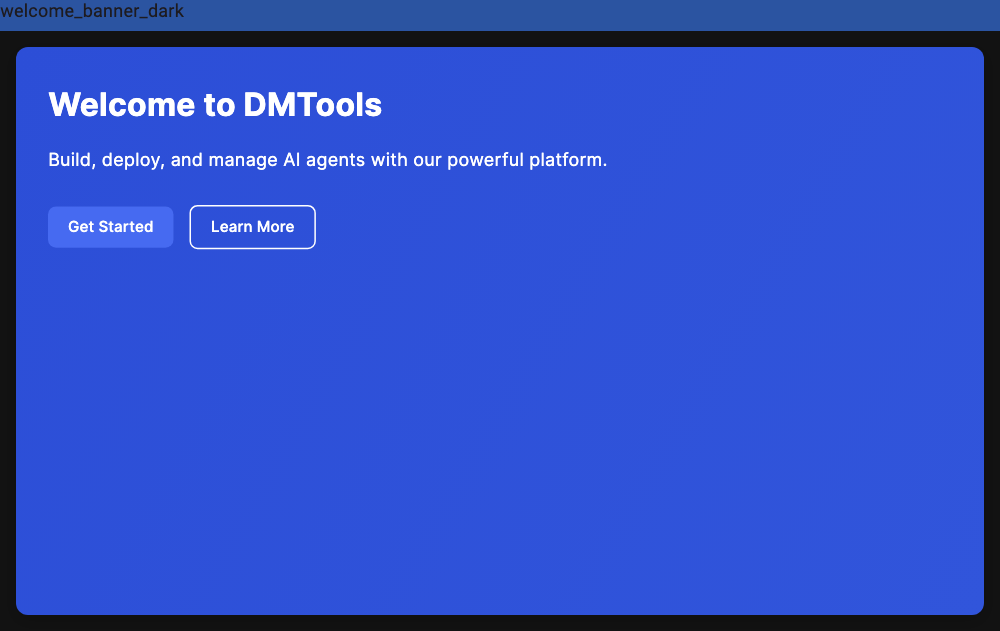 welcome_banner_dark
Welcome to DMTools
Build, deploy, and manage AI agents with our powerful platform.
Get Started
Learn More